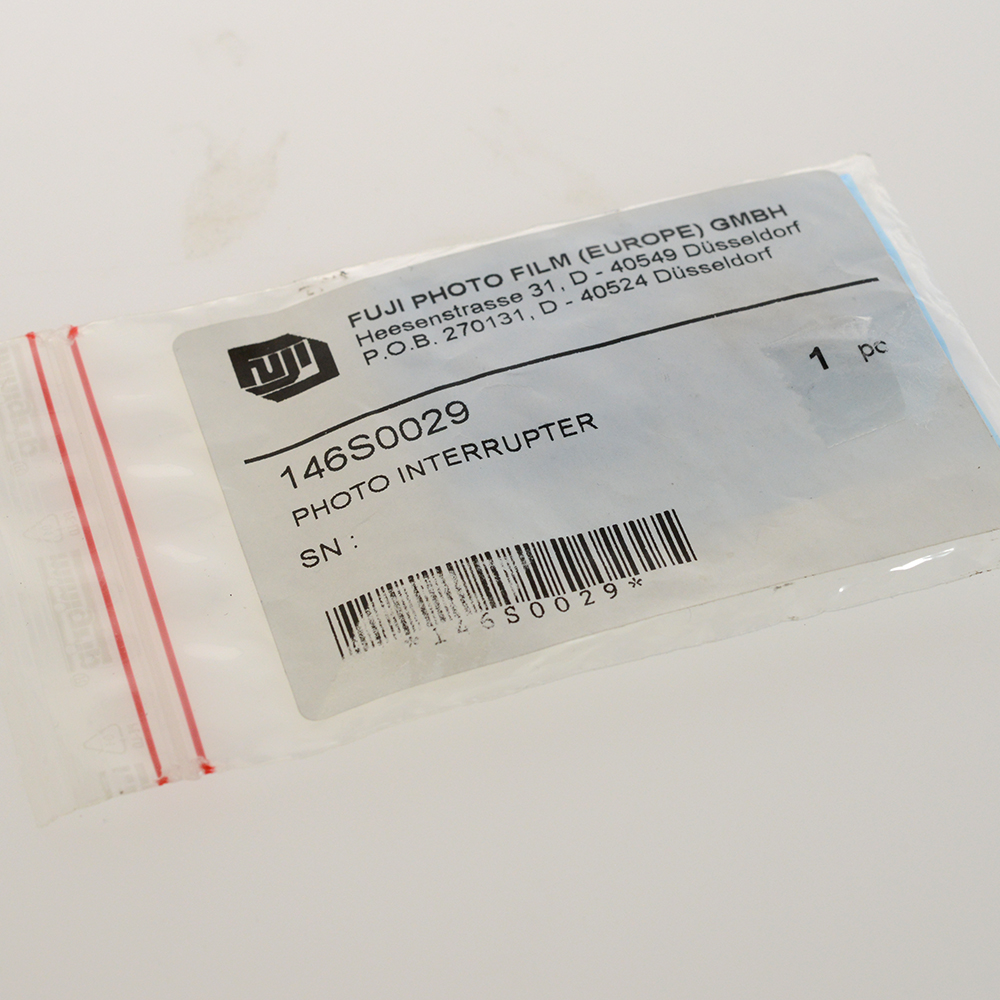 FUJI
FUJI PHOTO FILM (EUROPE) GMBH
Heesenstrasse 31, D - 40549 Düsseldorf
P.O.B. 270131, D - 40524 Düsseldorf
1 pc
146S0029
PHOTO INTERRUPTER
SN :
*146S0029*